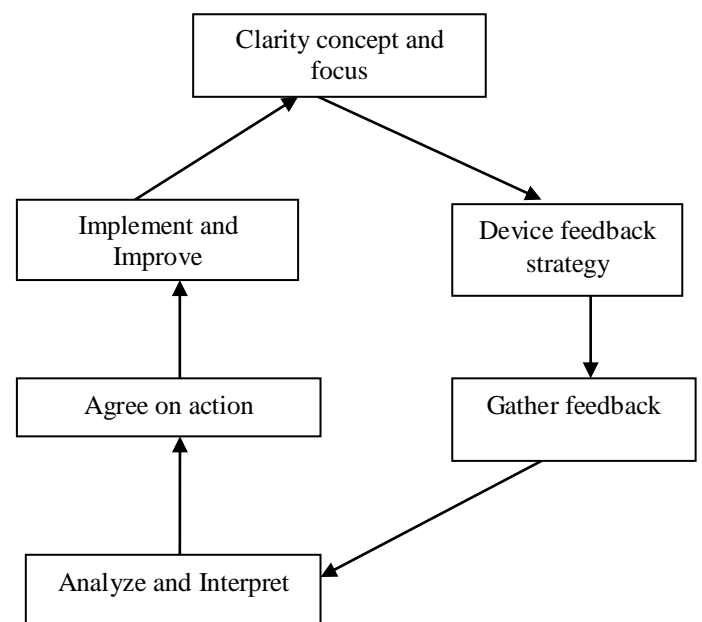 Clarity concept and
focus
Implement and
Improve
Device feedback
strategy
Agree on action
Gather feedback
Analyze and Interpret